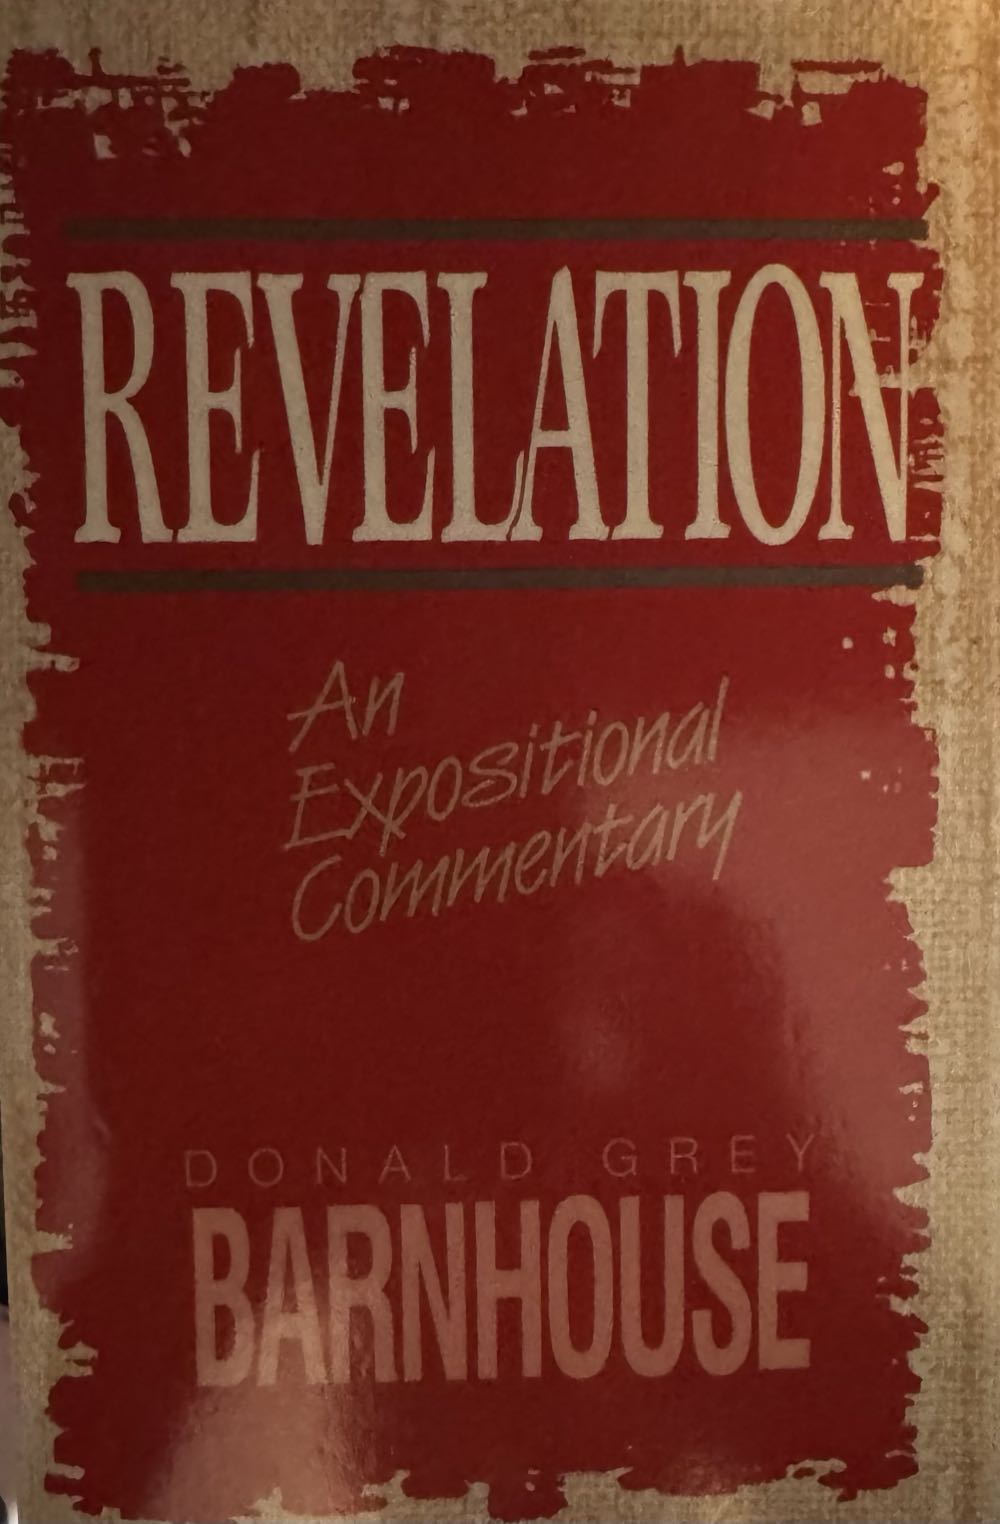 REVELATION
An
Expositional
Commentary
DONALD GREY
BARNHOUSE